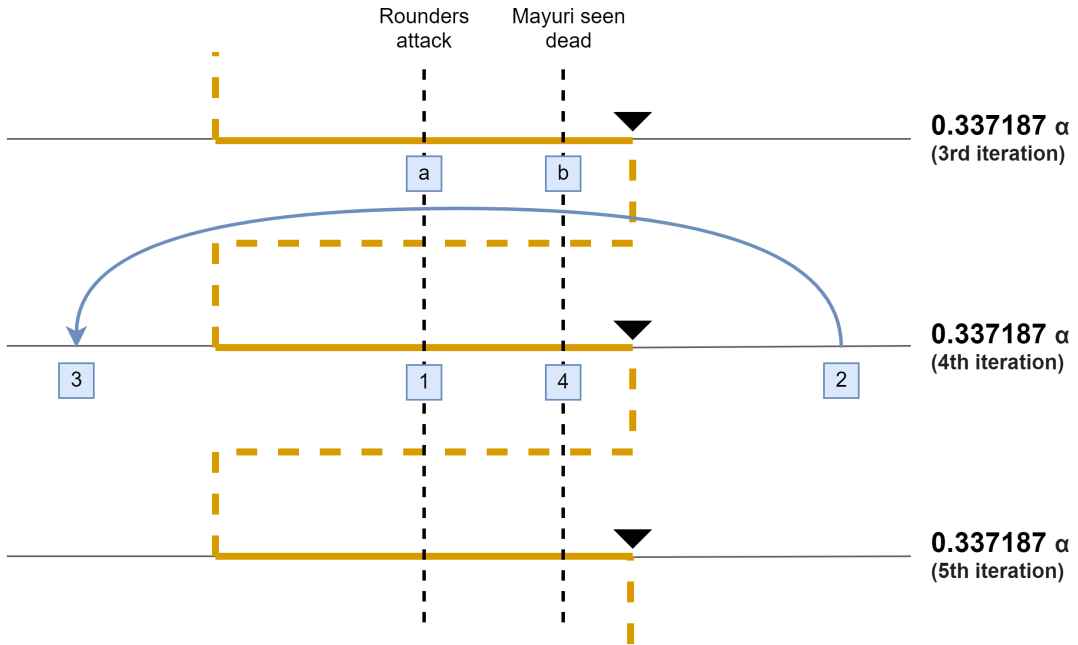 Rounders
attack
Mayuri seen
dead
0.337187 α
(3rd iteration)
a
b
0.337187 α
(4th iteration)
3
1
4
2
0.337187 α
(5th iteration)